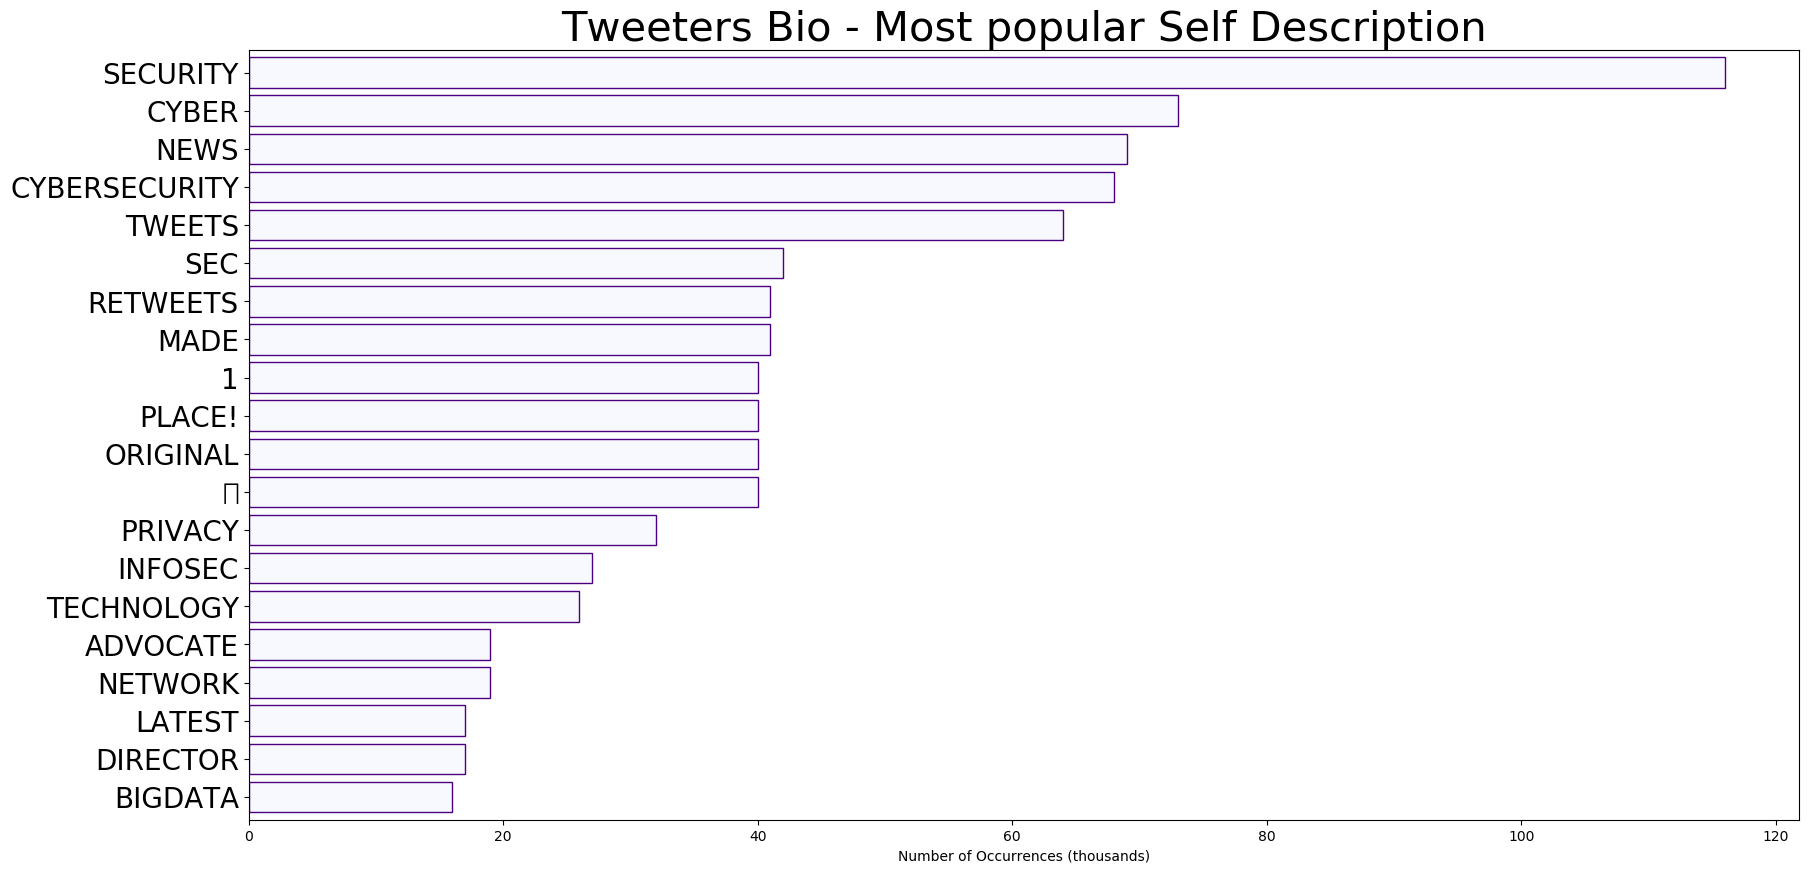 Tweeters Bio - Most popular Self Description
SECURITY
CYBER
NEWS
CYBERSECURITY
TWEETS
SEC
RETWEETS
MADE
1
PLACE!
ORIGINAL
PRIVACY
INFOSEC
TECHNOLOGY
ADVOCATE
NETWORK
LATEST
DIRECTOR
BIGDATA
0 20 40 60 80 100 120
Number of Occurrences (thousands)